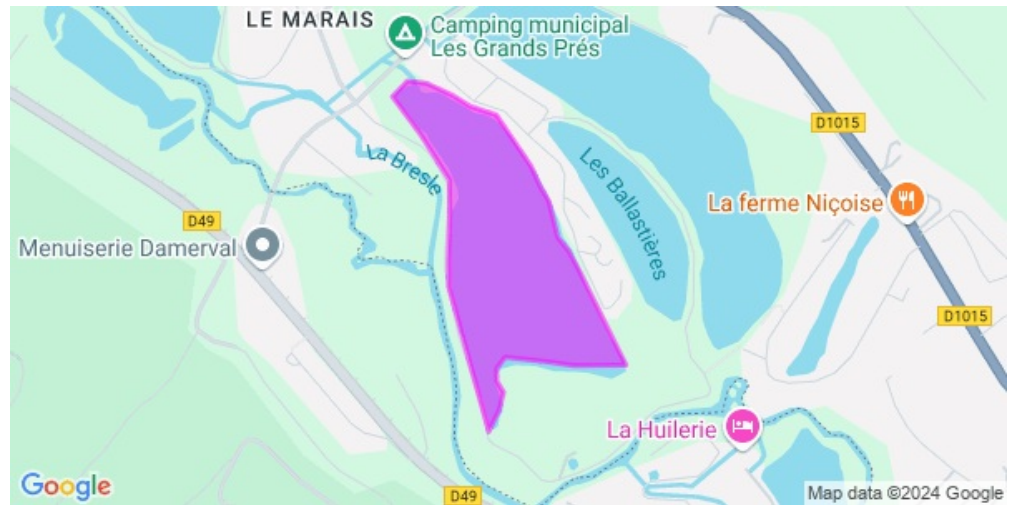 LE MARAIS
Camping municipal
Les Grands Prés
D1015
La Bresle
Les Ballastières
La ferme Niçoise
D49
Menuiserie Damerval
D1015
La Huilerie
Google
D49
Map data ©2024 Google